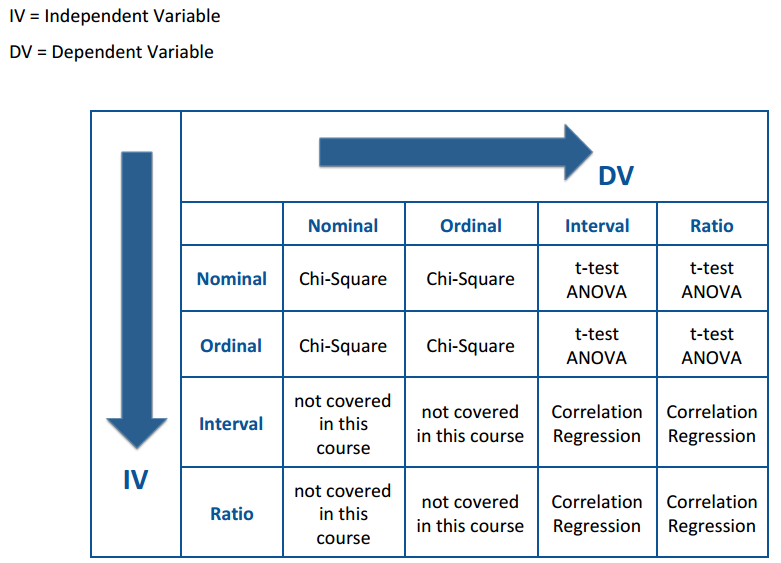 IV = Independent Variable
DV = Dependent Variable
DV
Nominal Ordinal Interval Ratio
Nominal Chi-Square Chi-Square t-test ANOVA t-test ANOVA
Ordinal Chi-Square Chi-Square t-test ANOVA t-test ANOVA
Interval not covered in this course not covered in this course Correlation Regression Correlation Regression
IV
Ratio not covered in this course not covered in this course Correlation Regression Correlation Regression